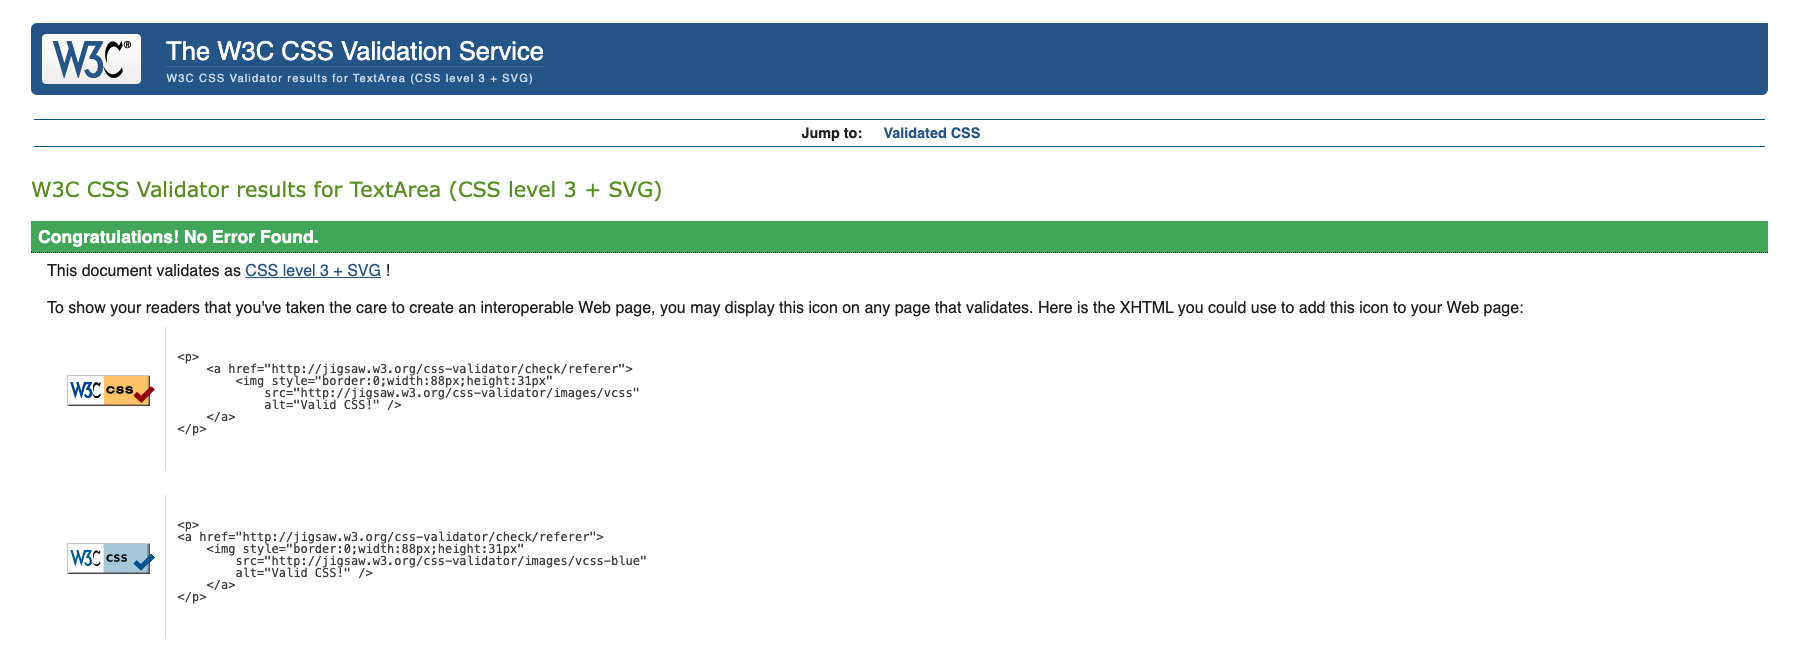 W3C®
The W3C CSS Validation Service
W3C CSS Validator results for TextArea (CSS level 3 + SVG)
Jump to: Validated CSS
W3C CSS Validator results for TextArea (CSS level 3 + SVG)
Congratulations! No Error Found.
This document validates as CSS level 3 + SVG !
To show your readers that you've taken the care to create an interoperable Web page, you may display this icon on any page that validates. Here is the XHTML you could use to add this icon to your Web page:
W3C css
<p>
    <a href="http://jigsaw.w3.org/css-validator/check/referer">
        <img style="border:0;width:88px;height:31px"
            src="http://jigsaw.w3.org/css-validator/images/vcss"
            alt="Valid CSS!" />
    </a>
</p>
W3C css
<p>
<a href="http://jigsaw.w3.org/css-validator/check/referer">
    <img style="border:0;width:88px;height:31px"
        src="http://jigsaw.w3.org/css-validator/images/vcss-blue"
        alt="Valid CSS!" />
    </a>
</p>